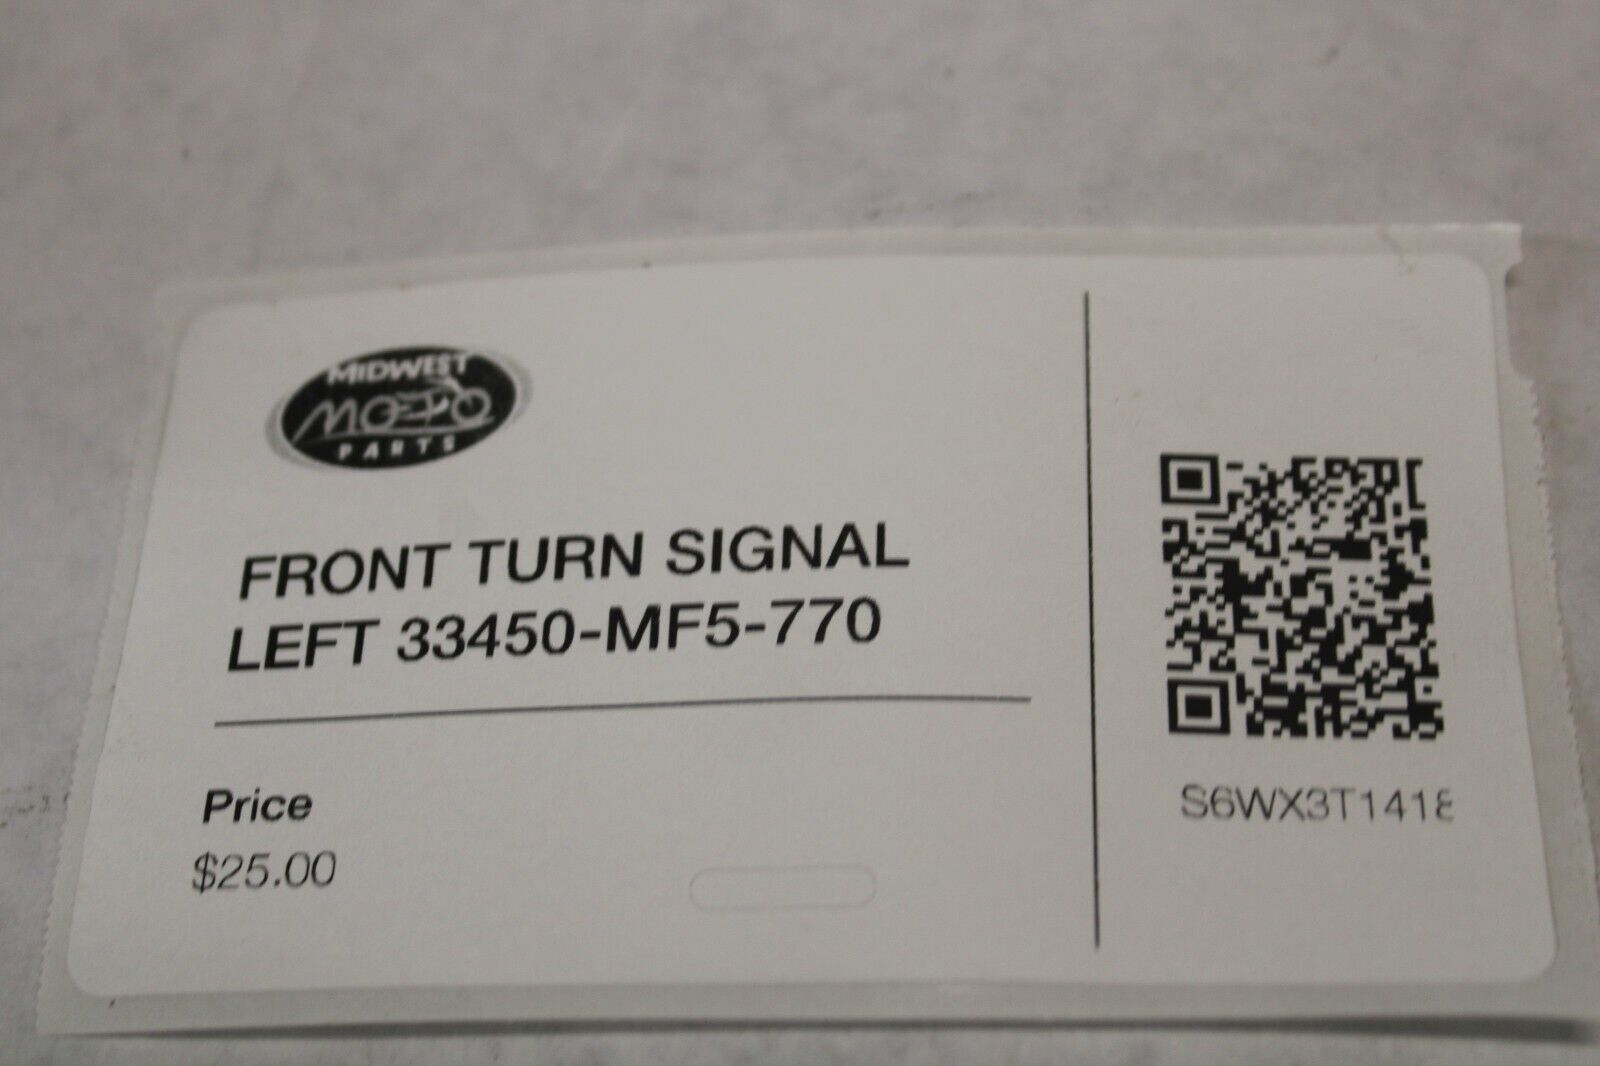 MIDWEST
MOTO
PARTS
FRONT TURN SIGNAL
LEFT 33450-MF5-770
Price
$25.00
S6WX3T1418